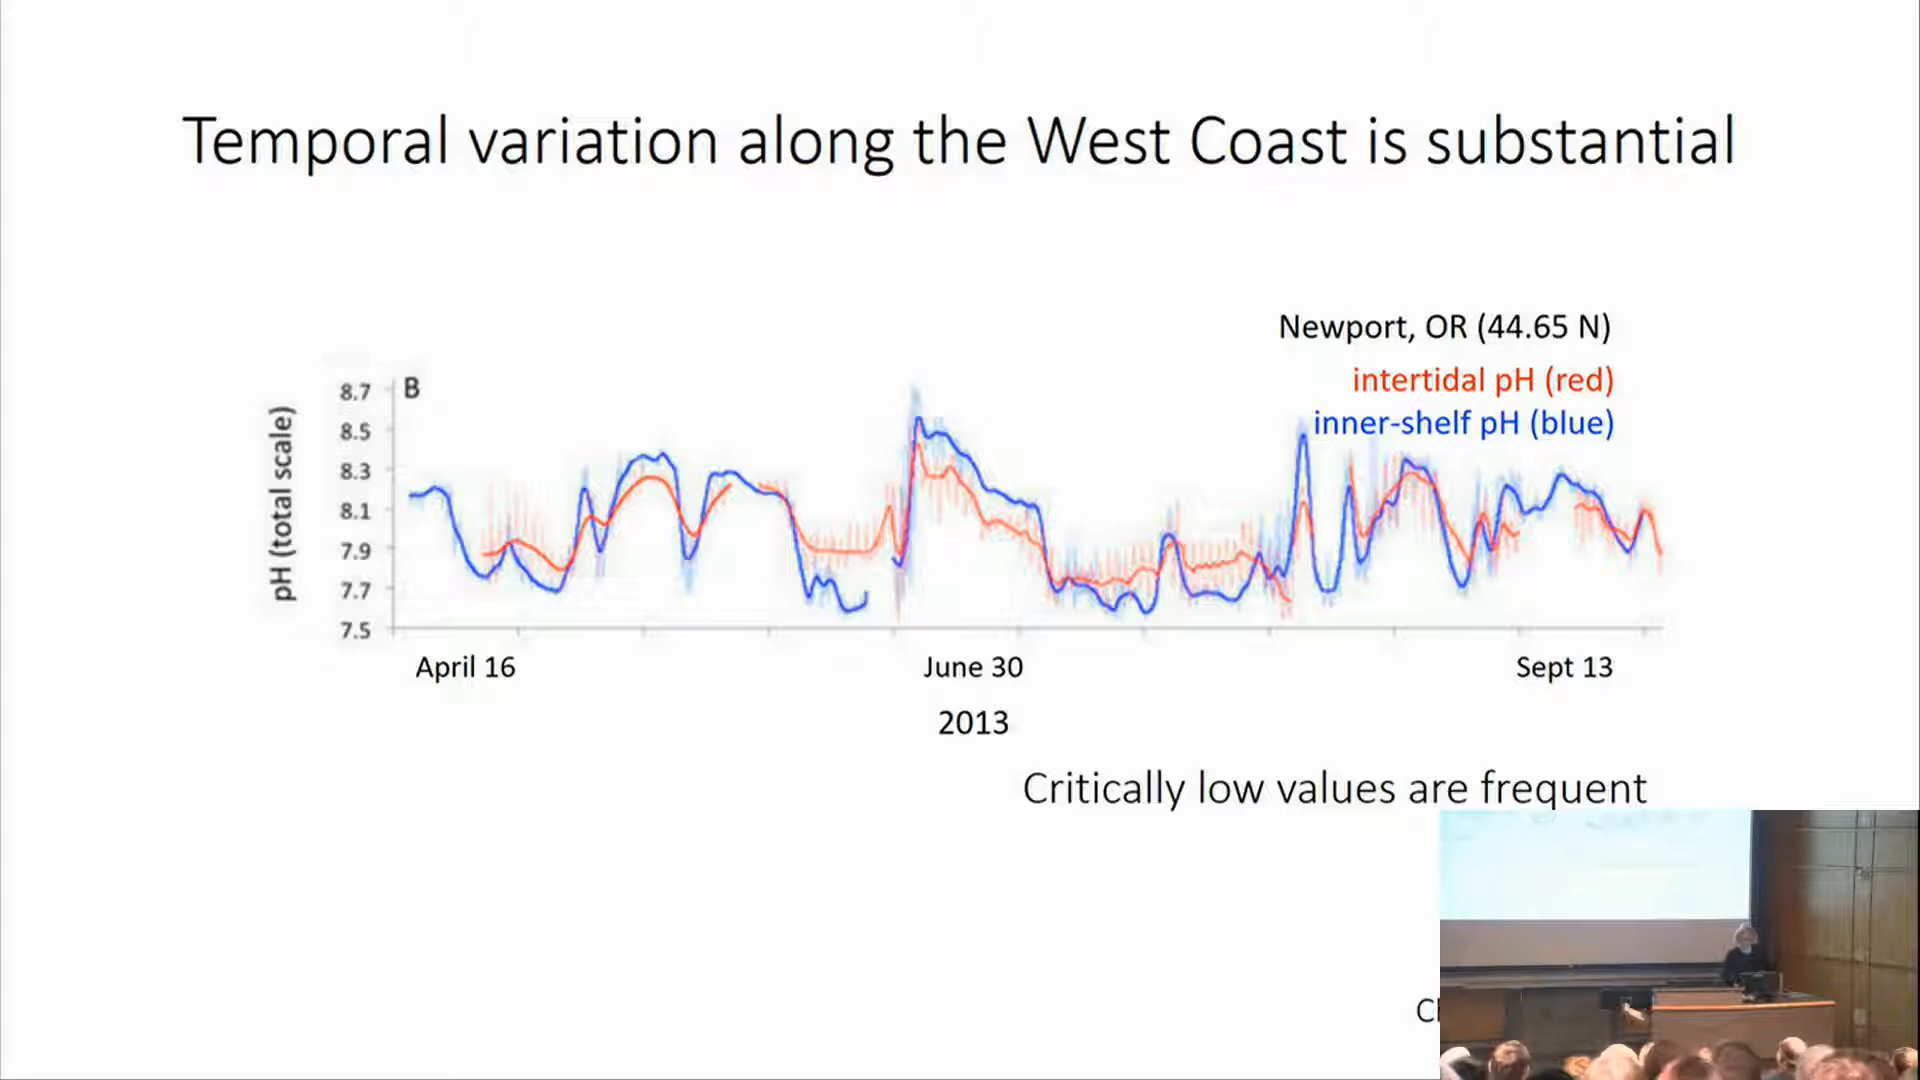 Temporal variation along the West Coast is substantial
Newport, OR (44.65 N)
intertidal pH (red)
inner-shelf pH (blue)
B
pH (total scale)
8.7
8.5
8.3
8.1
7.9
7.7
7.5
April 16
June 30
Sept 13
2013
Critically low values are frequent